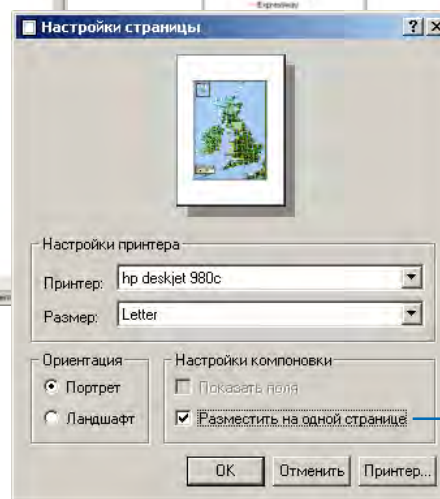 Expressway
Настройки страницы
Настройки принтера
Принтер: hp deskjet 980c
Размер: Letter
Ориентация
Портрет
Ландшафт
Настройки компоновки
Показать поля
Разместить на одной странице
OK
Отменить
Принтер...